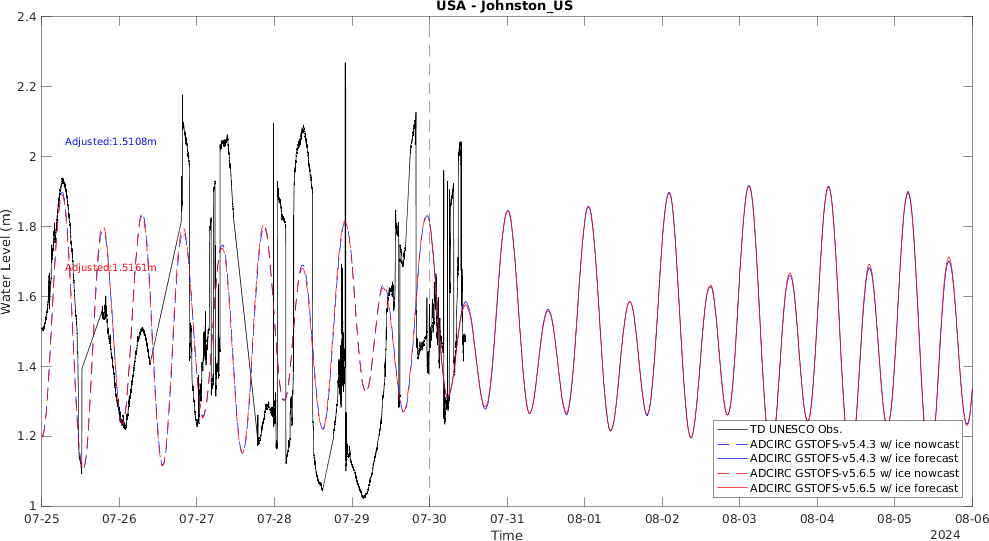 USA - Johnston_US
2.4
2.2
2
1.8
1.6
1.4
1.2
1
Water Level (m)
Adjusted:1.5108m
Adjusted:1.5161m
TD UNESCO Obs.
ADCIRC GSTOFS-v5.4.3 w/ ice nowcast
ADCIRC GSTOFS-v5.4.3 w/ ice forecast
ADCIRC GSTOFS-v5.6.5 w/ ice nowcast
ADCIRC GSTOFS-v5.6.5 w/ ice forecast
07-25 07-26 07-27 07-28 07-29 07-30 07-31 08-01 08-02 08-03 08-04 08-05 08-06
Time
2024